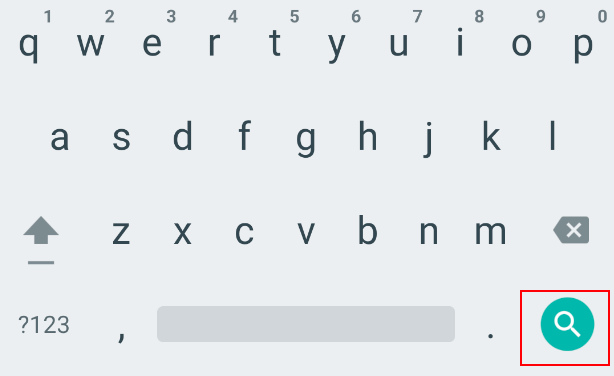 1 2 3 4 5 6 7 8 9 0
q w e r t y u i o p
a s d f g h j k l
z x c v b n m
?123 , .